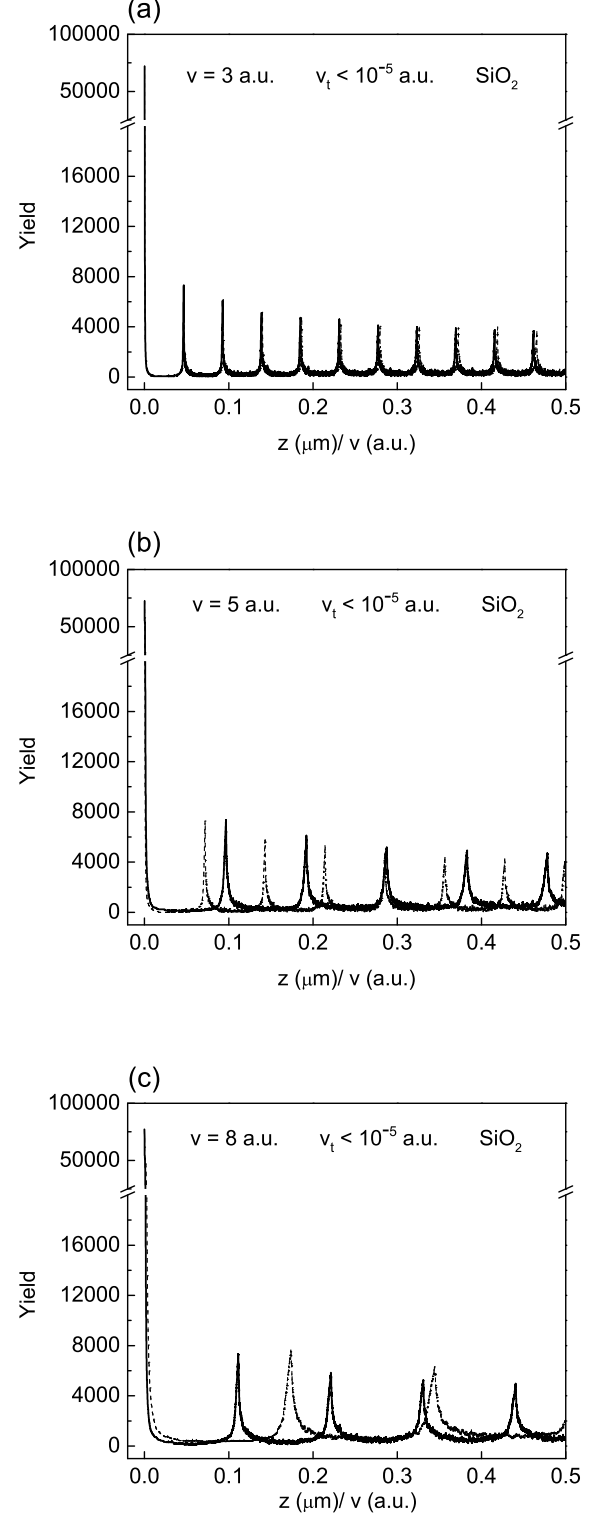 (a)
100000
v = 3 a.u. v_t < 10^-5 a.u. SiO_2
50000
16000
12000
Yield
8000
4000
0
0.0 0.1 0.2 0.3 0.4 0.5
z (μm)/ v (a.u.)
(b)
100000
v = 5 a.u. v_t < 10^-5 a.u. SiO_2
50000
16000
12000
Yield
8000
4000
0
0.0 0.1 0.2 0.3 0.4 0.5
z (μm)/ v (a.u.)
(c)
100000
v = 8 a.u. v_t < 10^-5 a.u. SiO_2
50000
16000
12000
Yield
8000
4000
0
0.0 0.1 0.2 0.3 0.4 0.5
z (μm)/ v (a.u.)